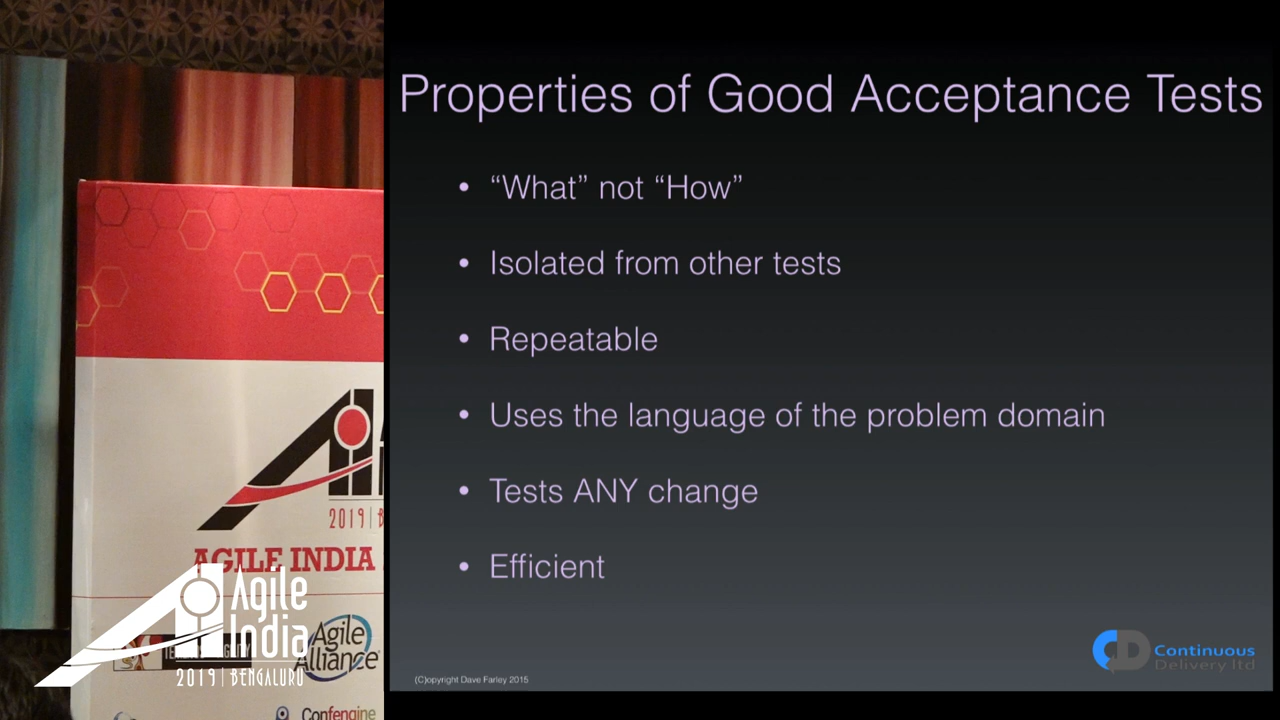 Properties of Good Acceptance Tests
• “What” not “How”
• Isolated from other tests
• Repeatable
• Uses the language of the problem domain
• Tests ANY change
• Efficient
(C)opyright Dave Farley 2015
CD Continuous
Delivery ltd
2019
AGILE INDIA
Agile
Alliance
Confengine
Agile
India
2019 | BENGALURU